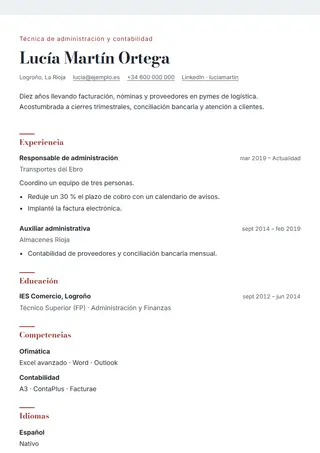 Técnica de administración y contabilidad
Lucía Martín Ortega
Logroño, La Rioja lucia@ejemplo.es +34 600 000 000 LinkedIn · luciamartin
Diez años llevando facturación, nóminas y proveedores en pymes de logística.
Acostumbrada a cierres trimestrales, conciliación bancaria y atención a clientes.
Experiencia
Responsable de administración mar 2019 – Actualidad
Transportes del Ebro
Coordino un equipo de tres personas.
• Reduje un 30 % el plazo de cobro con un calendario de avisos.
• Implanté la factura electrónica.
Auxiliar administrativa sept 2014 – feb 2019
Almacenes Rioja
• Contabilidad de proveedores y conciliación bancaria mensual.
Educación
IES Comercio, Logroño sept 2012 – jun 2014
Técnico Superior (FP) · Administración y Finanzas
Competencias
Ofimática
Excel avanzado · Word · Outlook
Contabilidad
A3 · ContaPlus · Facturae
Idiomas
Español
Nativo